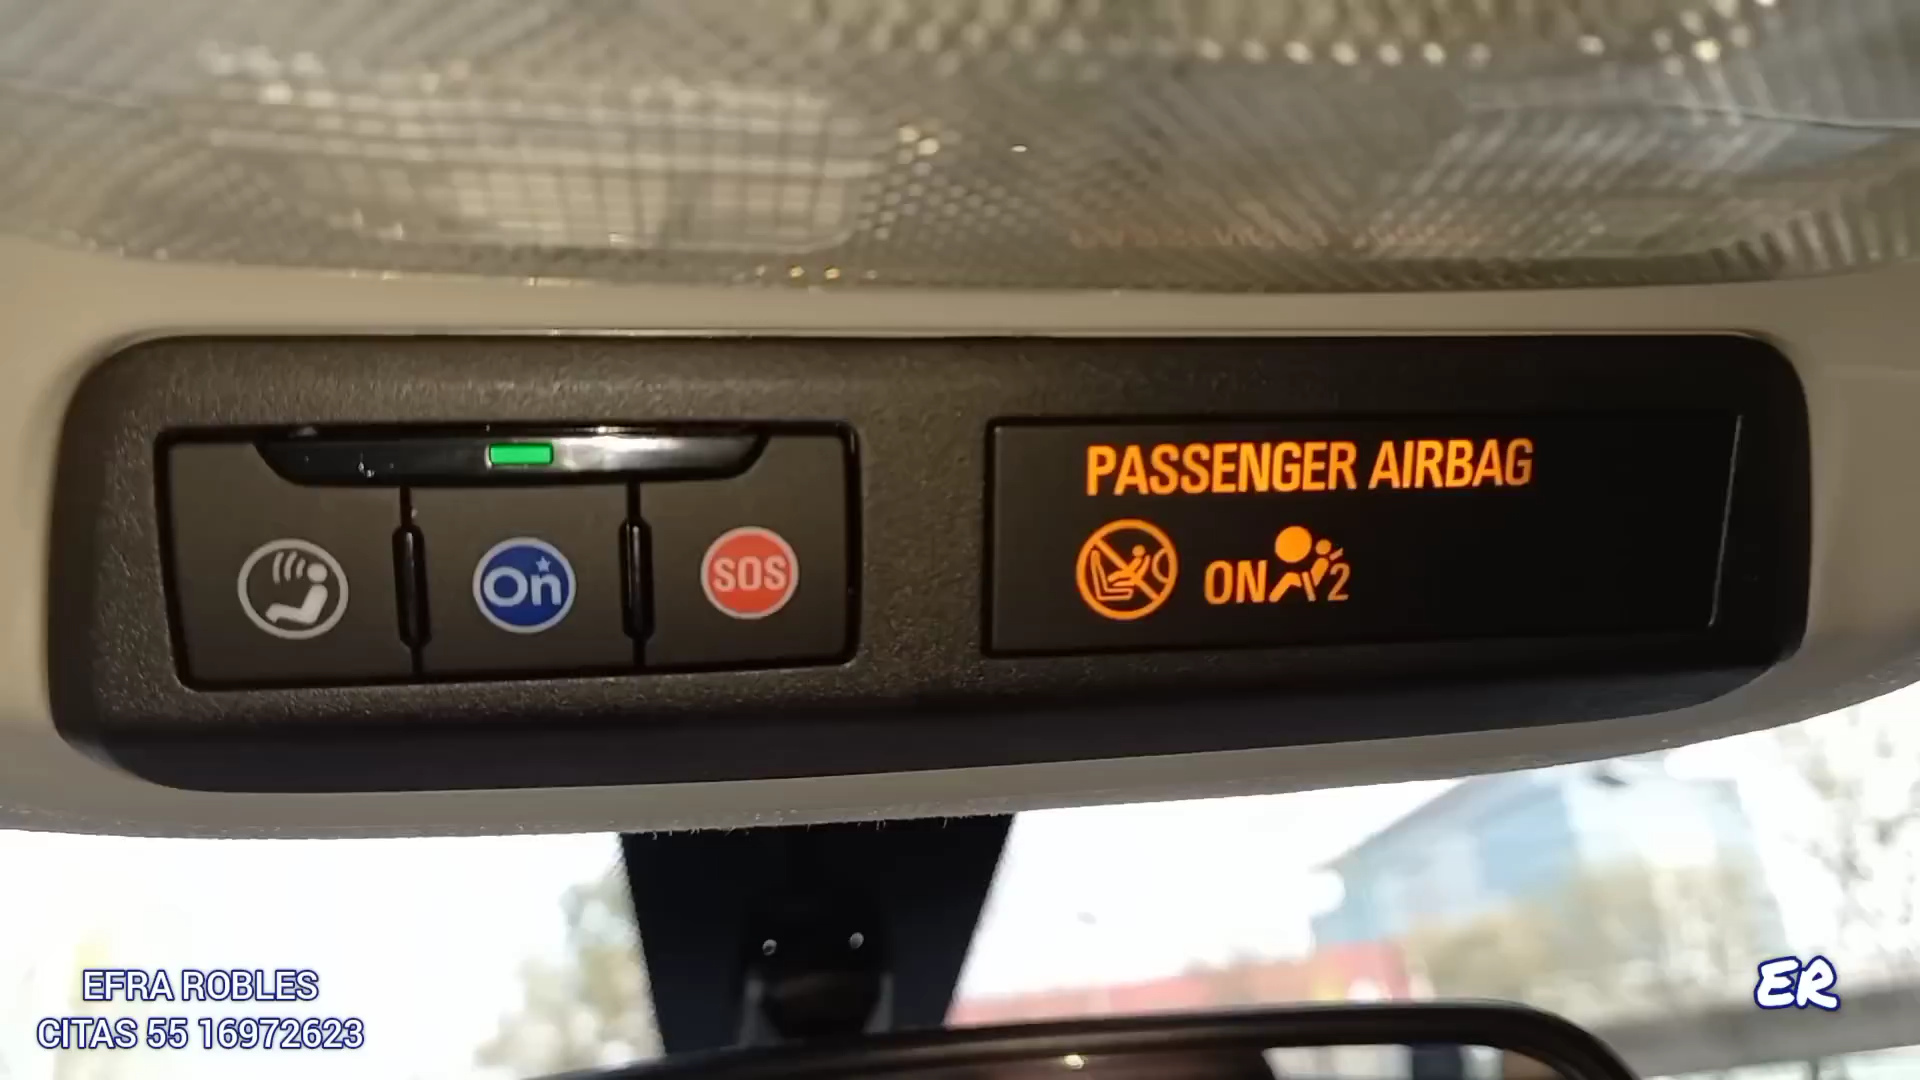 On
SOS
PASSENGER AIRBAG
ON 2
EFRA ROBLES
CITAS 55 16972623
ER